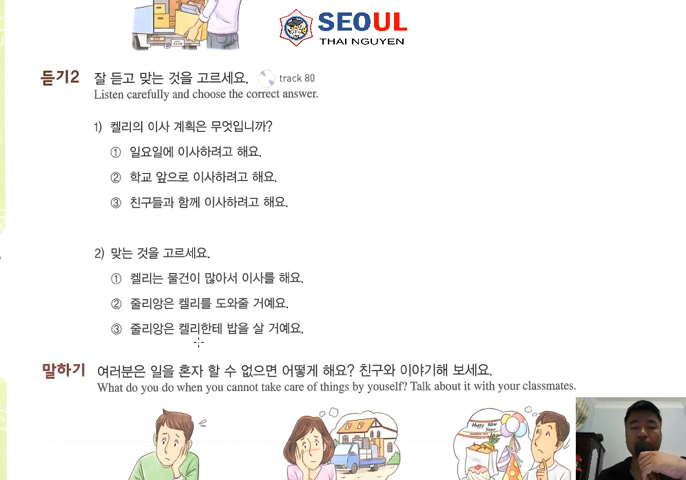 SEOUL
THAI NGUYEN
듣기2 잘 듣고 맞는 것을 고르세요. track 80
Listen carefully and choose the correct answer.
1) 켈리의 이사 계획은 무엇입니까?
① 일요일에 이사하려고 해요.
② 학교 앞으로 이사하려고 해요.
③ 친구들과 함께 이사하려고 해요.
2) 맞는 것을 고르세요.
① 켈리는 물건이 많아서 이사를 해요.
② 줄리앙은 켈리를 도와줄 거예요.
③ 줄리앙은 켈리한테 밥을 살 거예요.
말하기 여러분은 일을 혼자 할 수 없으면 어떻게 해요? 친구와 이야기해 보세요.
What do you do when you cannot take care of things by youself? Talk about it with your classmates.
Happy New
Year